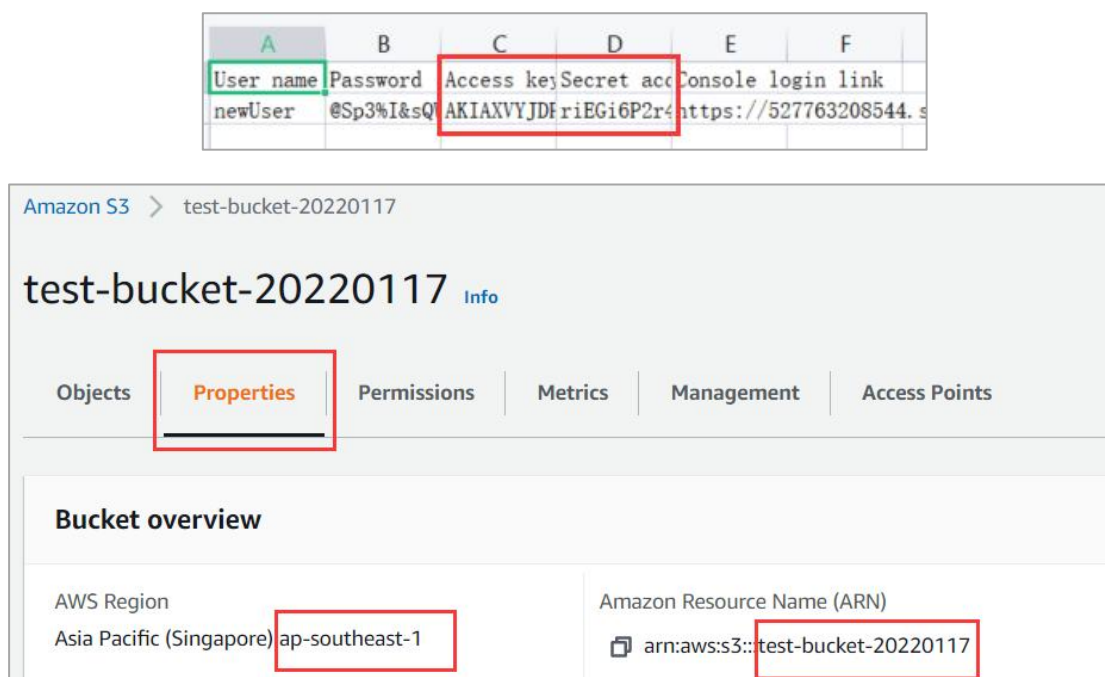 A B C D E F
User name Password Access key Secret acc Console login link
newUser @Sp3%I&sQ AKIAXVYJD riEGi6P2r4 https://527763208544.s
Amazon S3 > test-bucket-20220117
test-bucket-20220117 Info
Objects Properties Permissions Metrics Management Access Points
Bucket overview
AWS Region Amazon Resource Name (ARN)
Asia Pacific (Singapore) ap-southeast-1 arn:aws:s3:::test-bucket-20220117